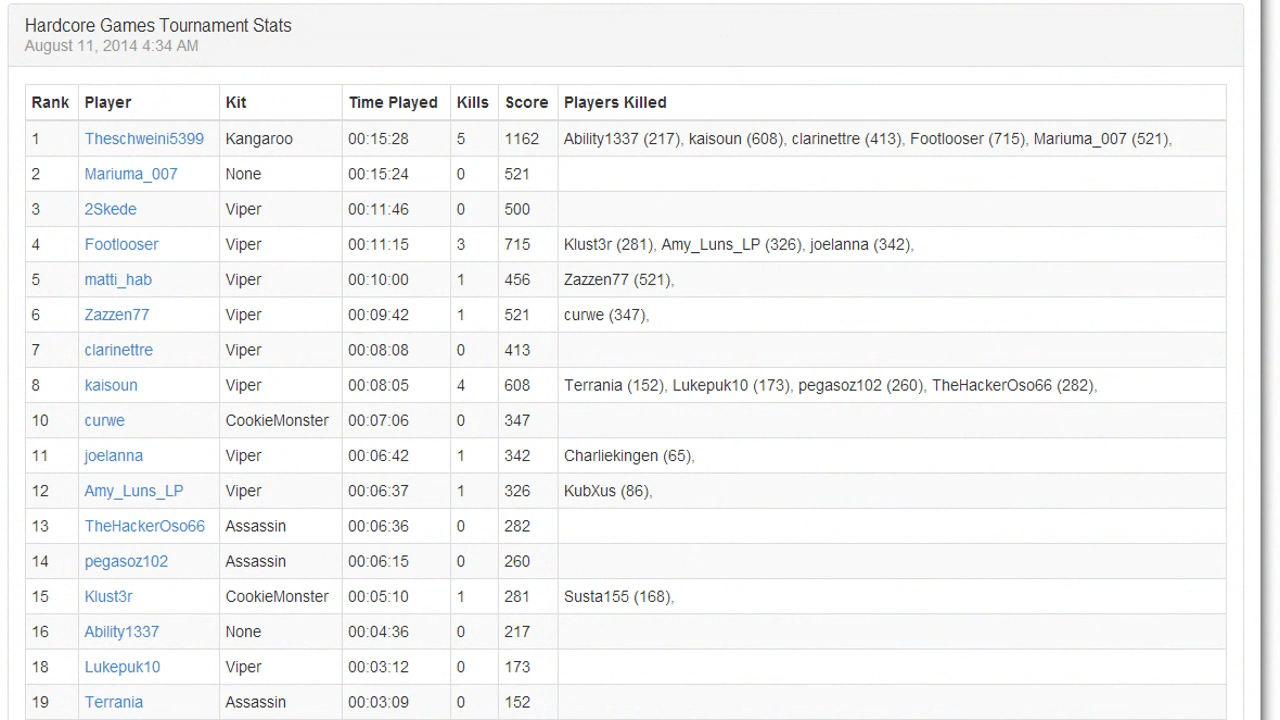 Hardcore Games Tournament Stats
August 11, 2014 4:34 AM
Rank Player Kit Time Played Kills Score Players Killed
1 Theschweini5399 Kangaroo 00:15:28 5 1162 Ability1337 (217), kaisoun (608), clarinettre (413), Footlooser (715), Mariuma_007 (521),
2 Mariuma_007 None 00:15:24 0 521
3 2Skede Viper 00:11:46 0 500
4 Footlooser Viper 00:11:15 3 715 Klust3r (281), Amy_Luns_LP (326), joelanna (342),
5 matti_hab Viper 00:10:00 1 456 Zazzen77 (521),
6 Zazzen77 Viper 00:09:42 1 521 curwe (347),
7 clarinettre Viper 00:08:08 0 413
8 kaisoun Viper 00:08:05 4 608 Terrania (152), Lukepuk10 (173), pegasoz102 (260), TheHackerOso66 (282),
10 curwe CookieMonster 00:07:06 0 347
11 joelanna Viper 00:06:42 1 342 Charliekingen (65),
12 Amy_Luns_LP Viper 00:06:37 1 326 KubXus (86),
13 TheHackerOso66 Assassin 00:06:36 0 282
14 pegasoz102 Assassin 00:06:15 0 260
15 Klust3r CookieMonster 00:05:10 1 281 Susta155 (168),
16 Ability1337 None 00:04:36 0 217
18 Lukepuk10 Viper 00:03:12 0 173
19 Terrania Assassin 00:03:09 0 152